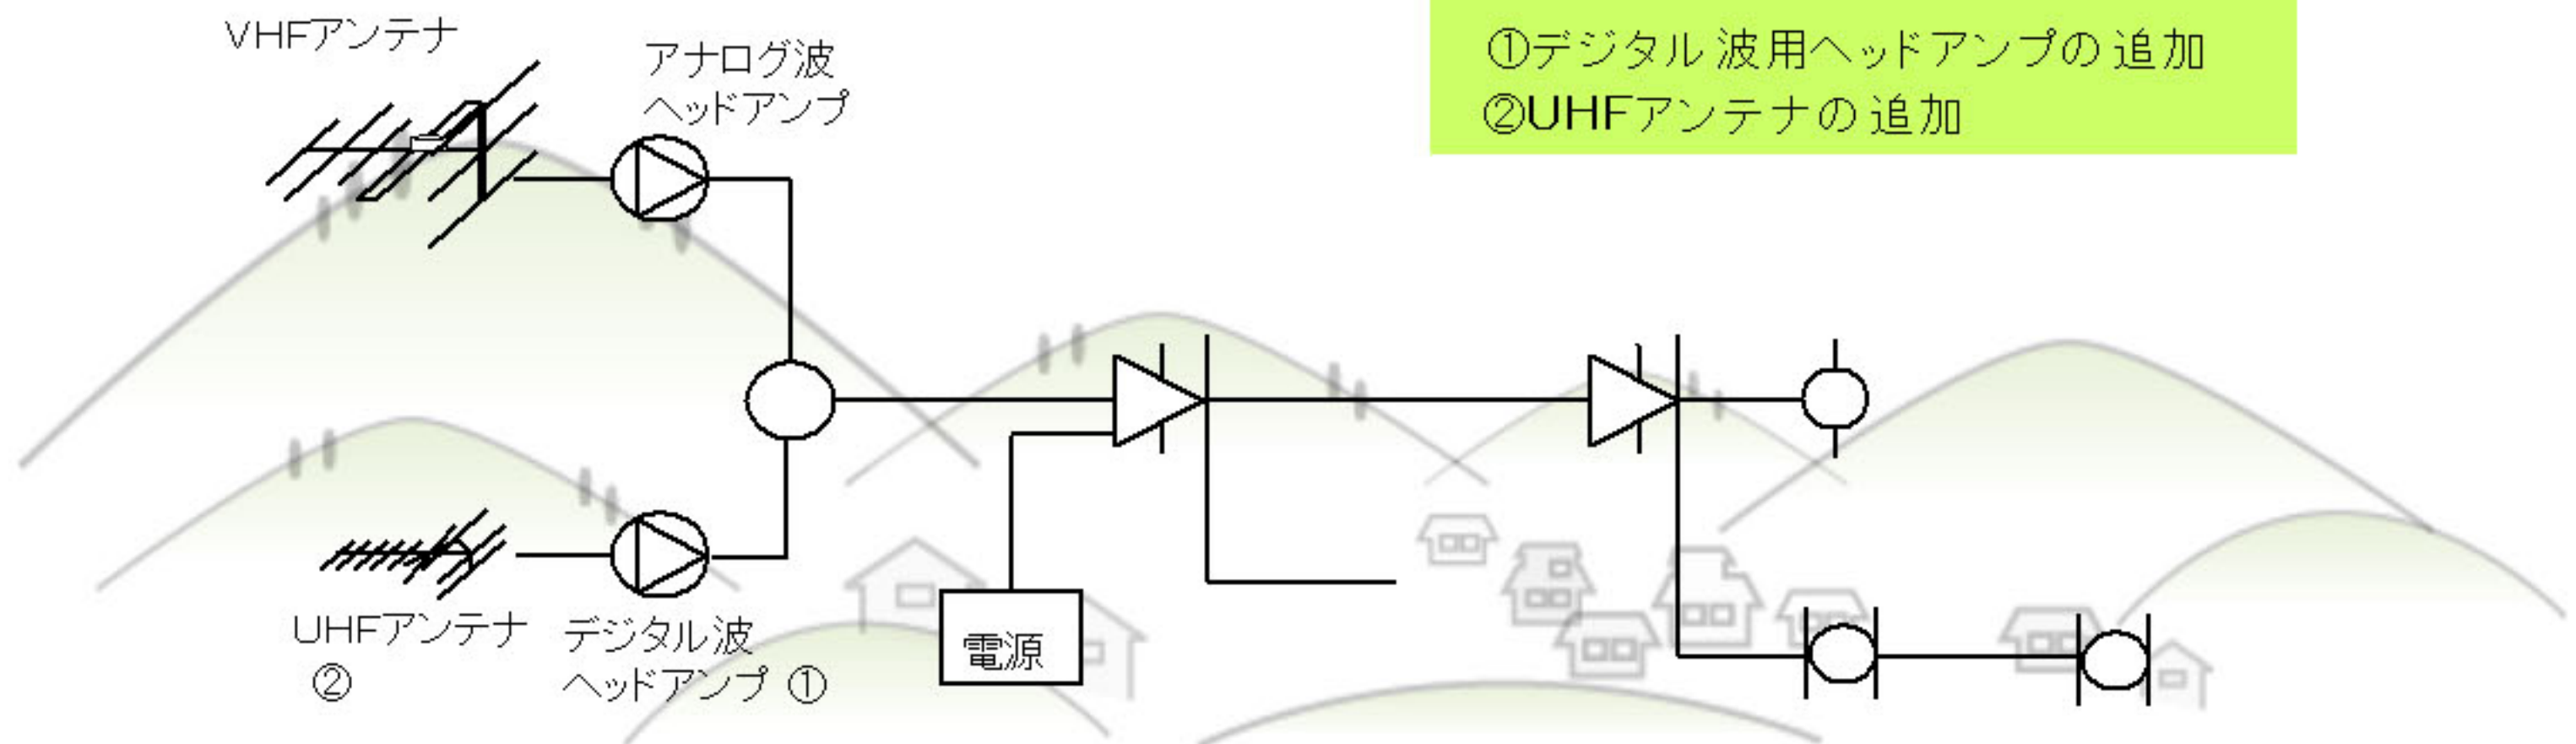 VHFアンテナ
アナログ波
ヘッドアンプ
①デジタル波用ヘッドアンプの追加
②UHFアンテナの追加
UHFアンテナ
②
デジタル波
ヘッドアンプ ①
電源